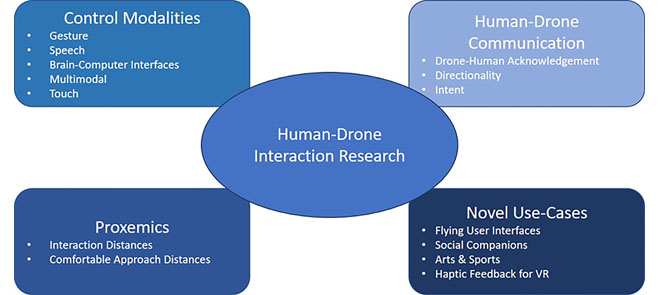 Control Modalities
• Gesture
• Speech
• Brain-Computer Interfaces
• Multimodal
• Touch
Human-Drone
Communication
• Drone-Human Acknowledgement
• Directionality
• Intent
Human-Drone
Interaction Research
Proxemics
• Interaction Distances
• Comfortable Approach Distances
Novel Use-Cases
• Flying User Interfaces
• Social Companions
• Arts & Sports
• Haptic Feedback for VR